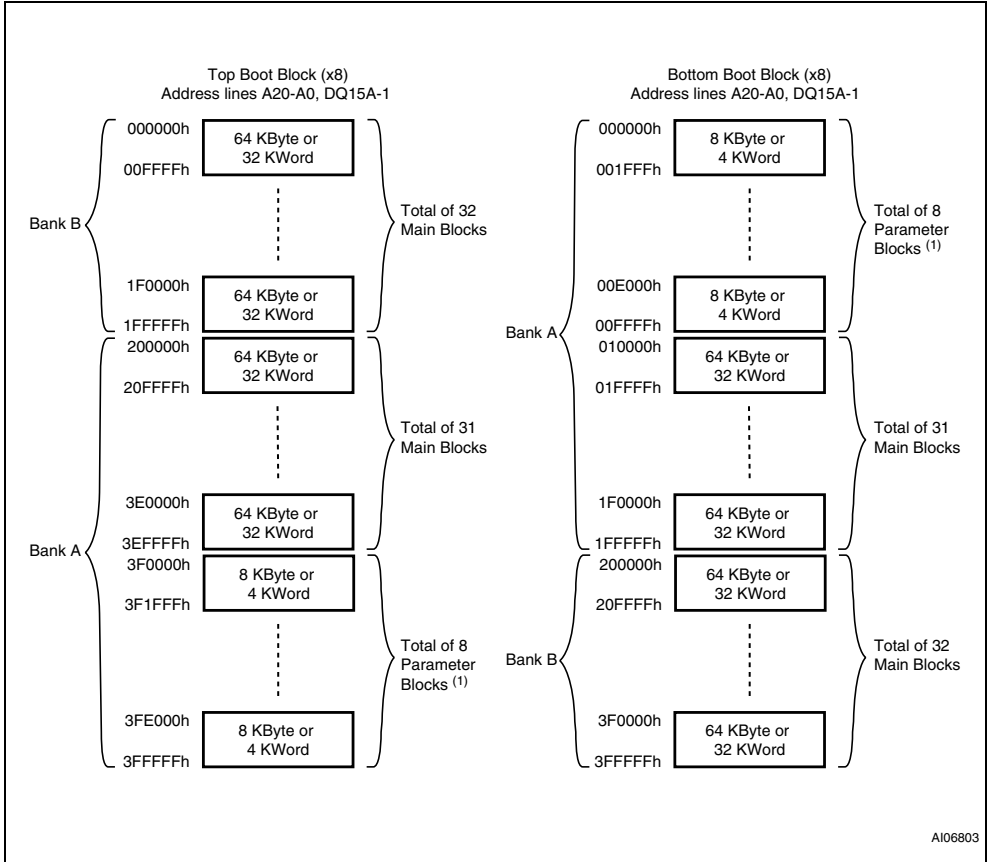 Top Boot Block (x8)
Address lines A20-A0, DQ15A-1
000000h
64 KByte or
32 KWord
00FFFFh
Bank B
Total of 32
Main Blocks
1F0000h
64 KByte or
32 KWord
1FFFFFh
200000h
64 KByte or
32 KWord
20FFFFh
Total of 31
Main Blocks
3E0000h
64 KByte or
32 KWord
3EFFFFh
Bank A
3F0000h
8 KByte or
4 KWord
3F1FFFh
Total of 8
Parameter
Blocks (1)
3FE000h
8 KByte or
4 KWord
3FFFFFh
Bottom Boot Block (x8)
Address lines A20-A0, DQ15A-1
000000h
8 KByte or
4 KWord
001FFFh
Total of 8
Parameter
Blocks (1)
00E000h
8 KByte or
4 KWord
00FFFFh
Bank A
010000h
64 KByte or
32 KWord
01FFFFh
Total of 31
Main Blocks
1F0000h
64 KByte or
32 KWord
1FFFFFh
200000h
64 KByte or
32 KWord
20FFFFh
Bank B
Total of 32
Main Blocks
3F0000h
64 KByte or
32 KWord
3FFFFFh
AI06803